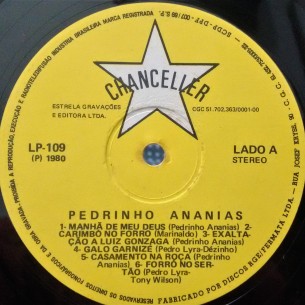 CHANCELLER
ESTRELA GRAVAÇÕES
E EDITORA LTDA.
CGC 51.702.363/0001-00
LP-109
(P) 1980
LADO A
STEREO
PEDRINHO ANANIAS
1- MANHÃ DE MEU DEUS (Pedrinho Ananias) 2-
CARIMBO NO FORRO (Marinaldo) 3- EXALTA-
ÇÃO A LUIZ GONZAGA (Pedrinho Ananias)
4- GALO GARNIZÉ (Pedro Lyra-Dézinho)
5- CASAMENTO NA ROÇA (Pedrinho
Ananias) 6- FORRÓ NO SER-
TÃO (Pedro Lyra-
Tony Wilson)
INDUSTRIA BRASILEIRA MARCA REGISTRADA
FABRICADO POR DISCOS RGE/FERMATA LTDA